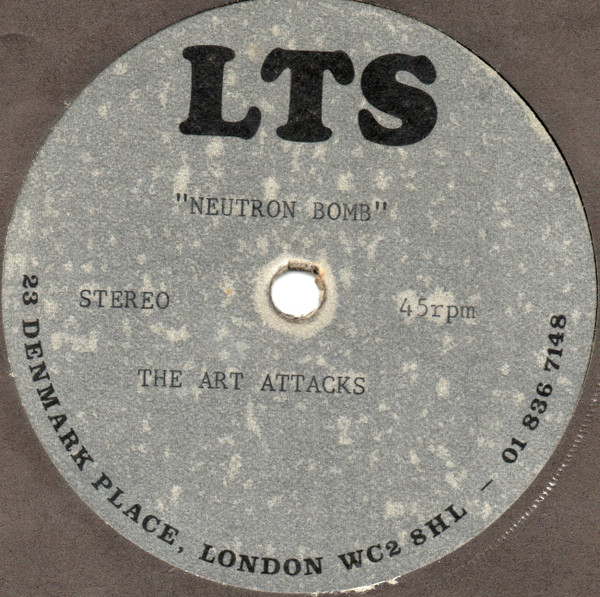 LTS
"NEUTRON BOMB"
STEREO
45rpm
THE ART ATTACKS
23 DENMARK PLACE, LONDON WC2 8HL – 01 836 7148